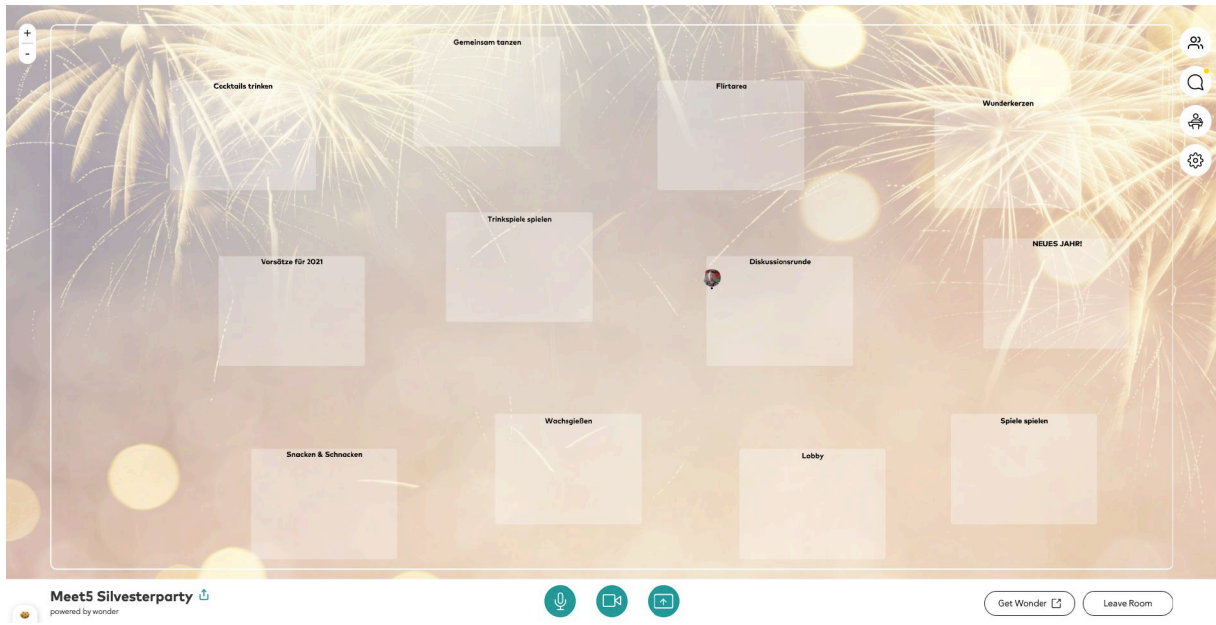 +
-
Gemeinsam tanzen
Cocktails trinken
Flirtarea
Wunderkerzen
Trinkspiele spielen
NEUES JAHR!
Vorsätze für 2021
Diskussionsrunde
Wachsgießen
Spiele spielen
Snacken & Schnacken
Lobby
Meet5 Silvesterparty
powered by wonder
Get Wonder
Leave Room